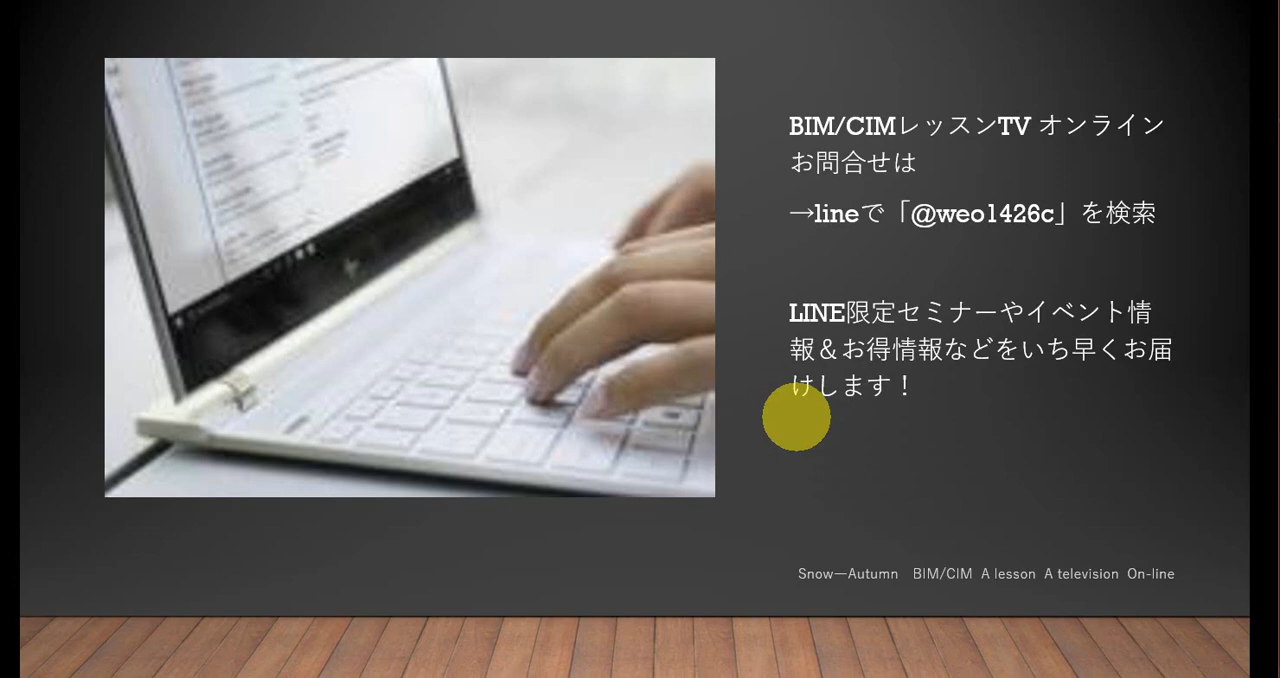 BIM/CIMレッスンTV オンライン
お問合せは
→lineで「@weo1426c」を検索
LINE限定セミナーやイベント情
報＆お得情報などをいち早くお届
けします！
Snow―Autumn BIM/CIM A lesson A television On-line